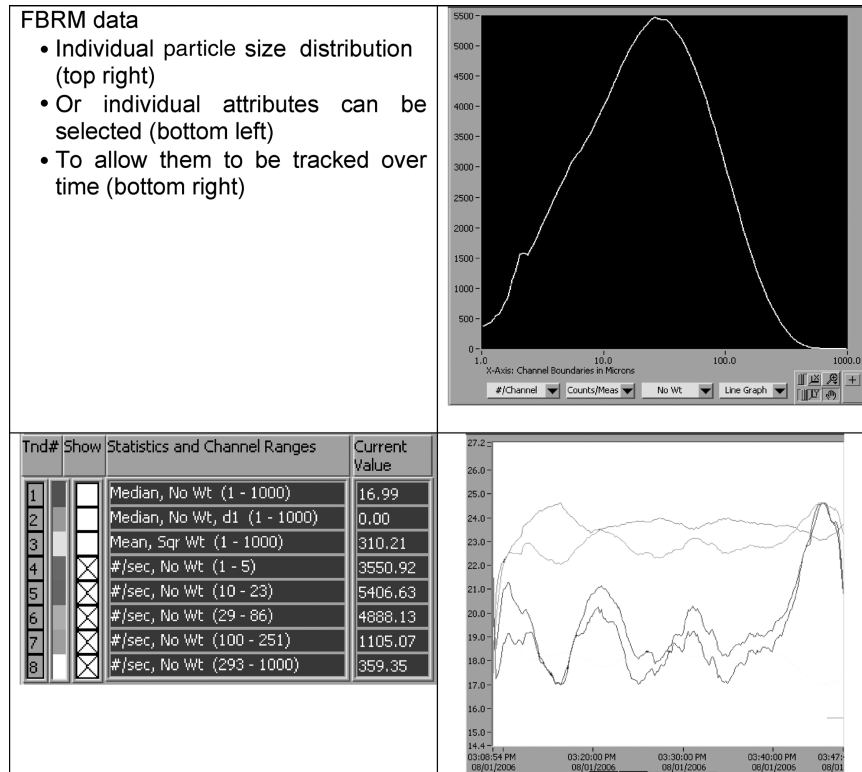 FBRM data
• Individual particle size distribution
(top right)
• Or individual attributes can be
selected (bottom left)
• To allow them to be tracked over
time (bottom right)
5500
5000
4500
4000
3500
3000
2500
2000
1500
1000
500
0
1.0 10.0 100.0 1000.0
X-Axis: Channel Boundaries in Microns
#/Channel Counts/Meas No Wt Line Graph
Tnd# Show Statistics and Channel Ranges Current
Value
1 Median, No Wt (1 - 1000) 16.99
2 Median, No Wt, d1 (1 - 1000) 0.00
3 Mean, Sqr Wt (1 - 1000) 310.21
4 #/sec, No Wt (1 - 5) 3550.92
5 #/sec, No Wt (10 - 23) 5406.63
6 #/sec, No Wt (29 - 86) 4888.13
7 #/sec, No Wt (100 - 251) 1105.07
8 #/sec, No Wt (293 - 1000) 359.35
27.2
26.0
25.0
24.0
23.0
22.0
21.0
20.0
19.0
18.0
17.0
16.0
15.0
14.4
03:08:54 PM 03:20:00 PM 03:30:00 PM 03:40:00 PM 03:47:
08/01/2006 08/01/2006 08/01/2006 08/01/2006 08/01